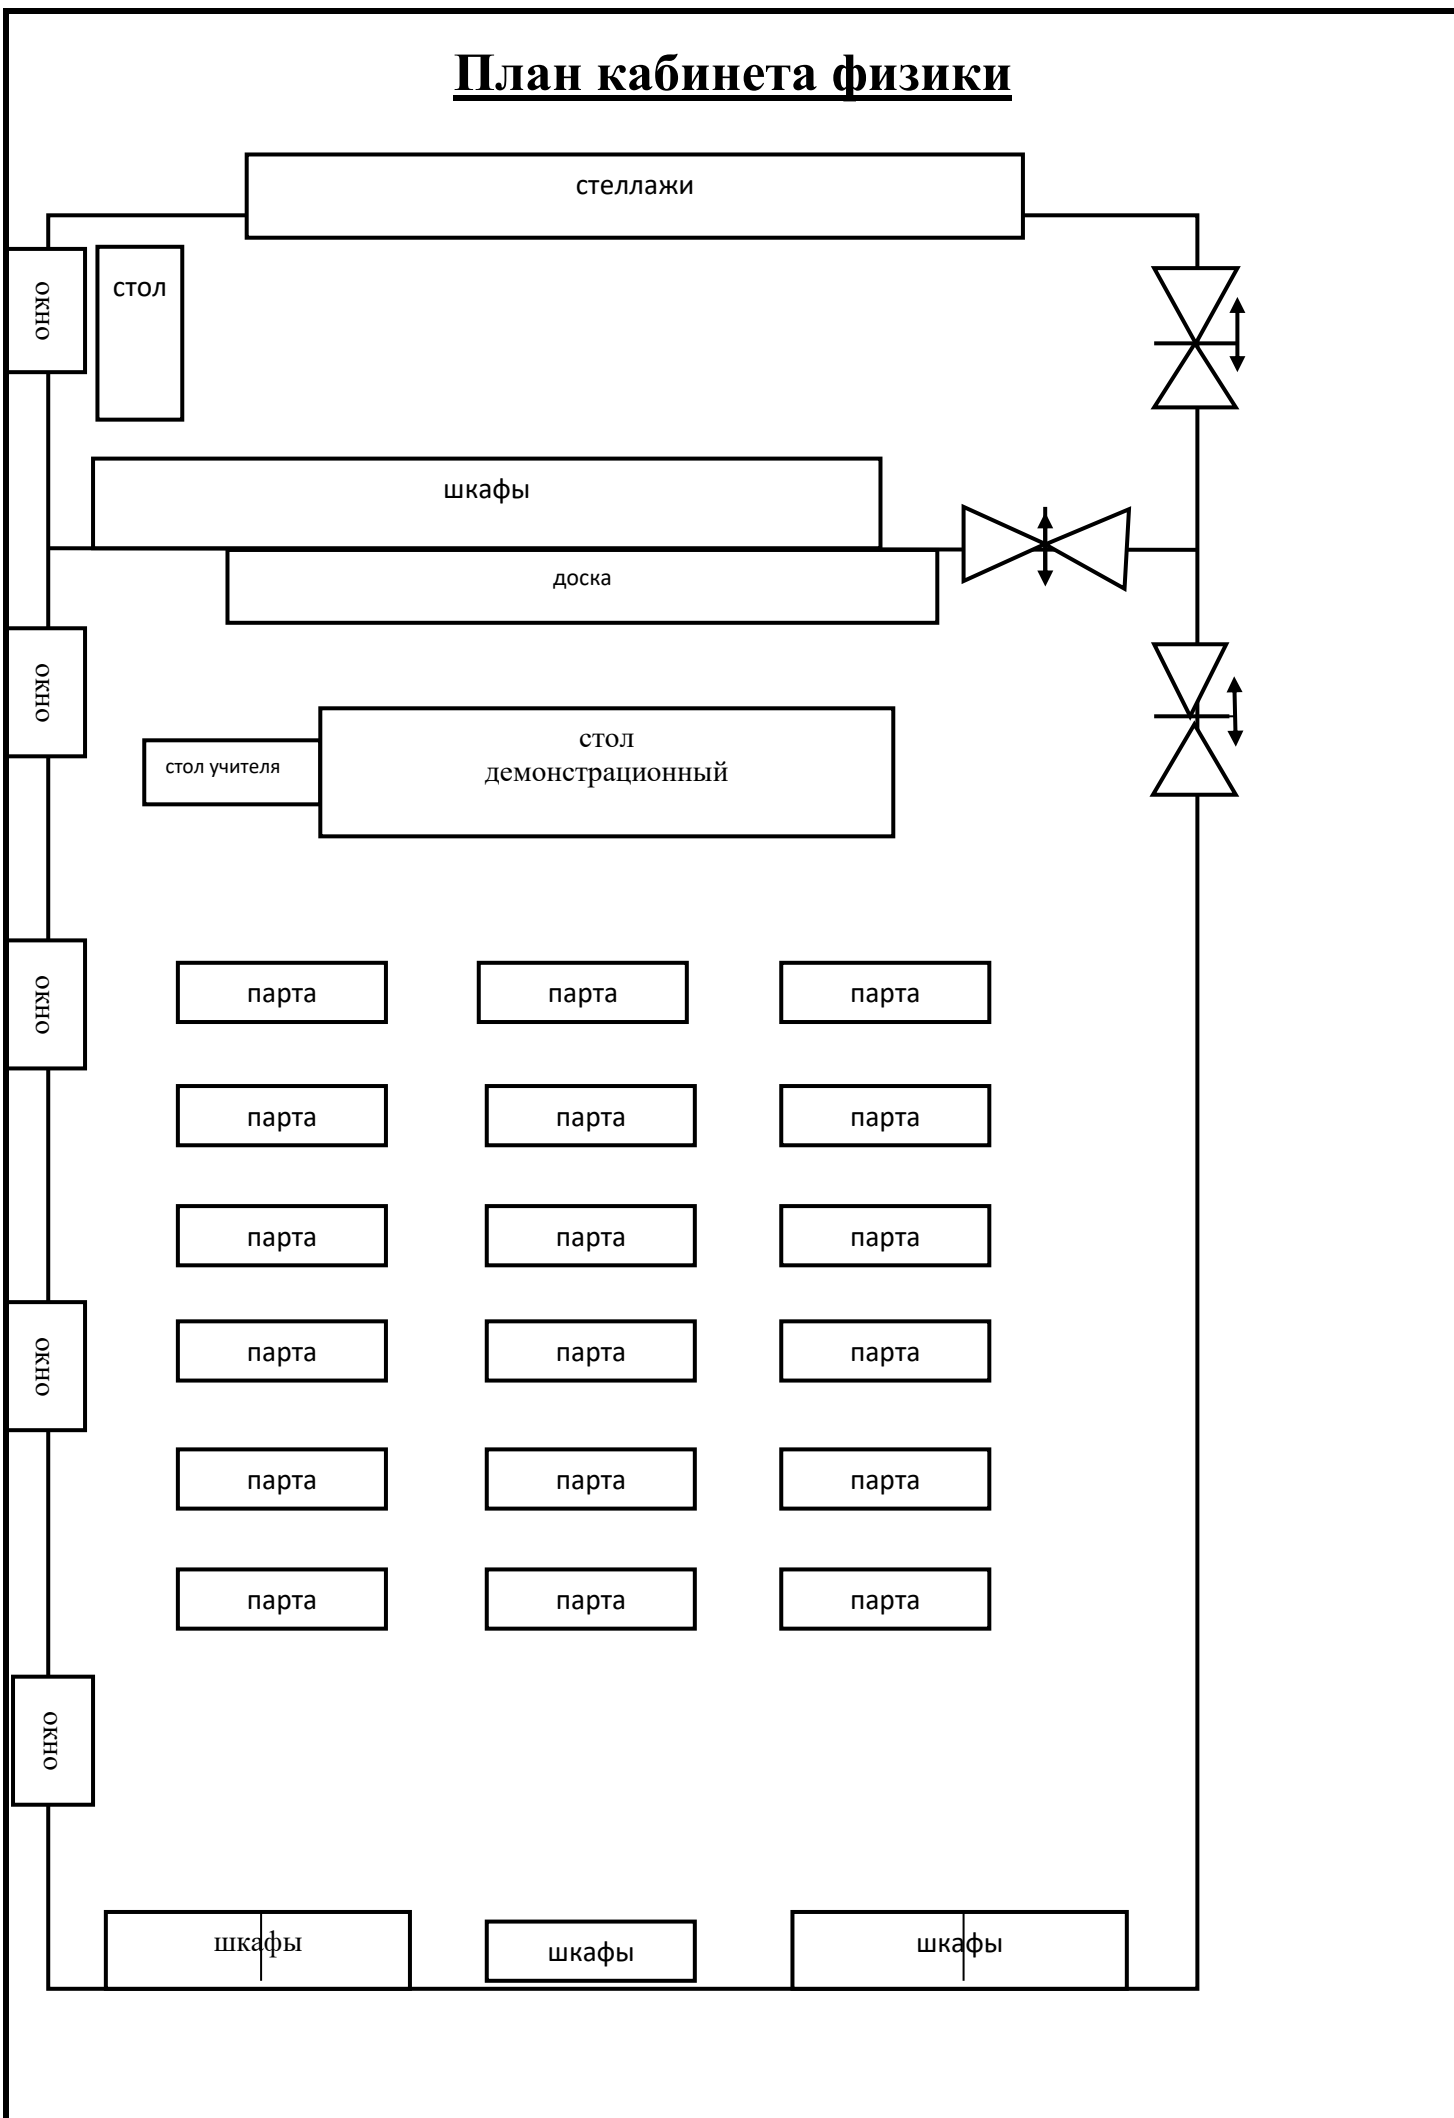 План кабинета физики
стеллажи
окно
стол
шкафы
доска
окно
стол
демонстрационный
стол учителя
окно
парта
парта
парта
парта
парта
парта
парта
парта
парта
окно
парта
парта
парта
парта
парта
парта
парта
парта
парта
окно
шкафы
шкафы
шкафы